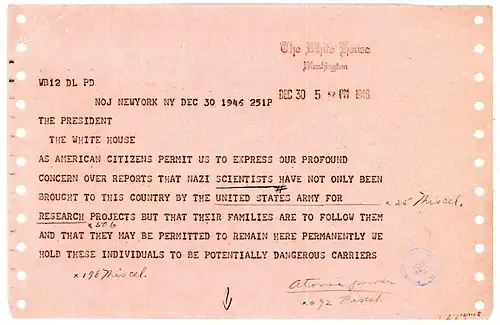 The White House
Washington
WB12 DL PD
NOJ NEWYORK NY DEC 30 1946 251P
DEC 30 5 52 PM 1946
THE PRESIDENT
THE WHITE HOUSE
AS AMERICAN CITIZENS PERMIT US TO EXPRESS OUR PROFOUND
CONCERN OVER REPORTS THAT NAZI SCIENTISTS HAVE NOT ONLY BEEN
BROUGHT TO THIS COUNTRY BY THE UNITED STATES ARMY FOR
x25 Miscel.
RESEARCH PROJECTS BUT THAT THEIR FAMILIES ARE TO FOLLOW THEM
x506
AND THAT THEY MAY BE PERMITTED TO REMAIN HERE PERMANENTLY WE
HOLD THESE INDIVIDUALS TO BE POTENTIALLY DANGEROUS CARRIERS
x198 Miscel.
Atomic power
x692 Miscel.